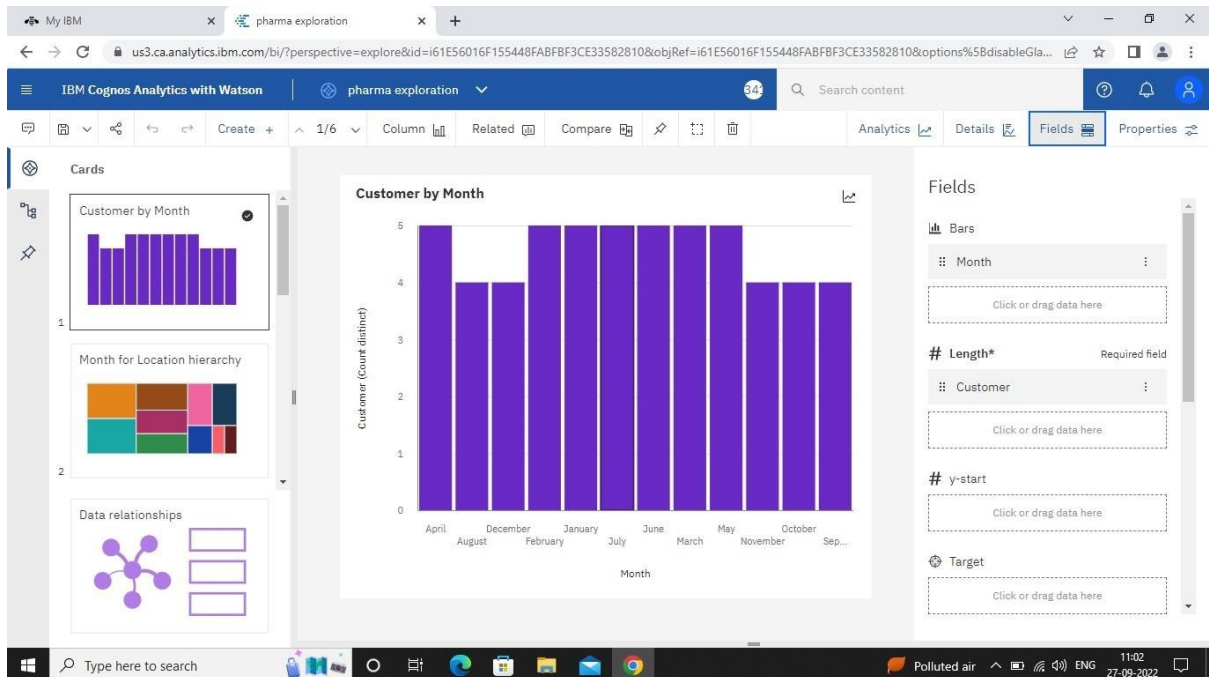 My IBM
pharma exploration
us3.ca.analytics.ibm.com/bi/?perspective=explore&id=i61E56016F155448FABFBF3CE33582810&objRef=i61E56016F155448FABFBF3CE33582810&options%5BdisableGla...
IBM Cognos Analytics with Watson
pharma exploration
Search content
Create +
1/6
Column
Related
Compare
Analytics
Details
Fields
Properties
Cards
Customer by Month
1
Month for Location hierarchy
2
Data relationships
Customer by Month
Customer (Count distinct)
5
4
3
2
1
0
April August December February January July June March May November October Sep...
Month
Fields
Bars
Month
Click or drag data here
# Length* Required field
Customer
Click or drag data here
# y-start
Click or drag data here
Target
Click or drag data here
Type here to search
Polluted air
ENG
11:02
27-09-2022